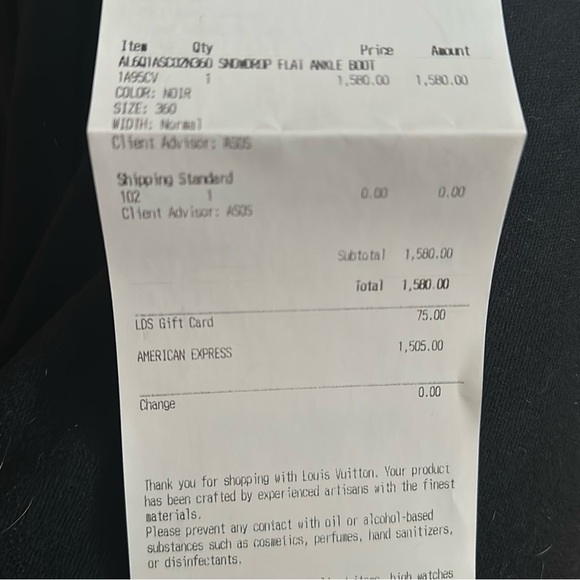 Item Qty Price Amount
SNOWDROP FLAT ANKLE BOOT
1A95CV 1 1,580.00 1,580.00
COLOR: NOIR
SIZE: 360
WIDTH: Normal
Client Advisor:
Shipping Standard
102 1 0.00 0.00
Client Advisor: AS05
Subtotal 1,580.00
Total 1,580.00
LDS Gift Card 75.00
AMERICAN EXPRESS 1,505.00
Change 0.00
Thank you for shopping with Louis Vuitton. Your product
has been crafted by experienced artisans with the finest
materials.
Please prevent any contact with oil or alcohol-based
substances such as cosmetics, perfumes, hand sanitizers,
or disinfectants.
high watches